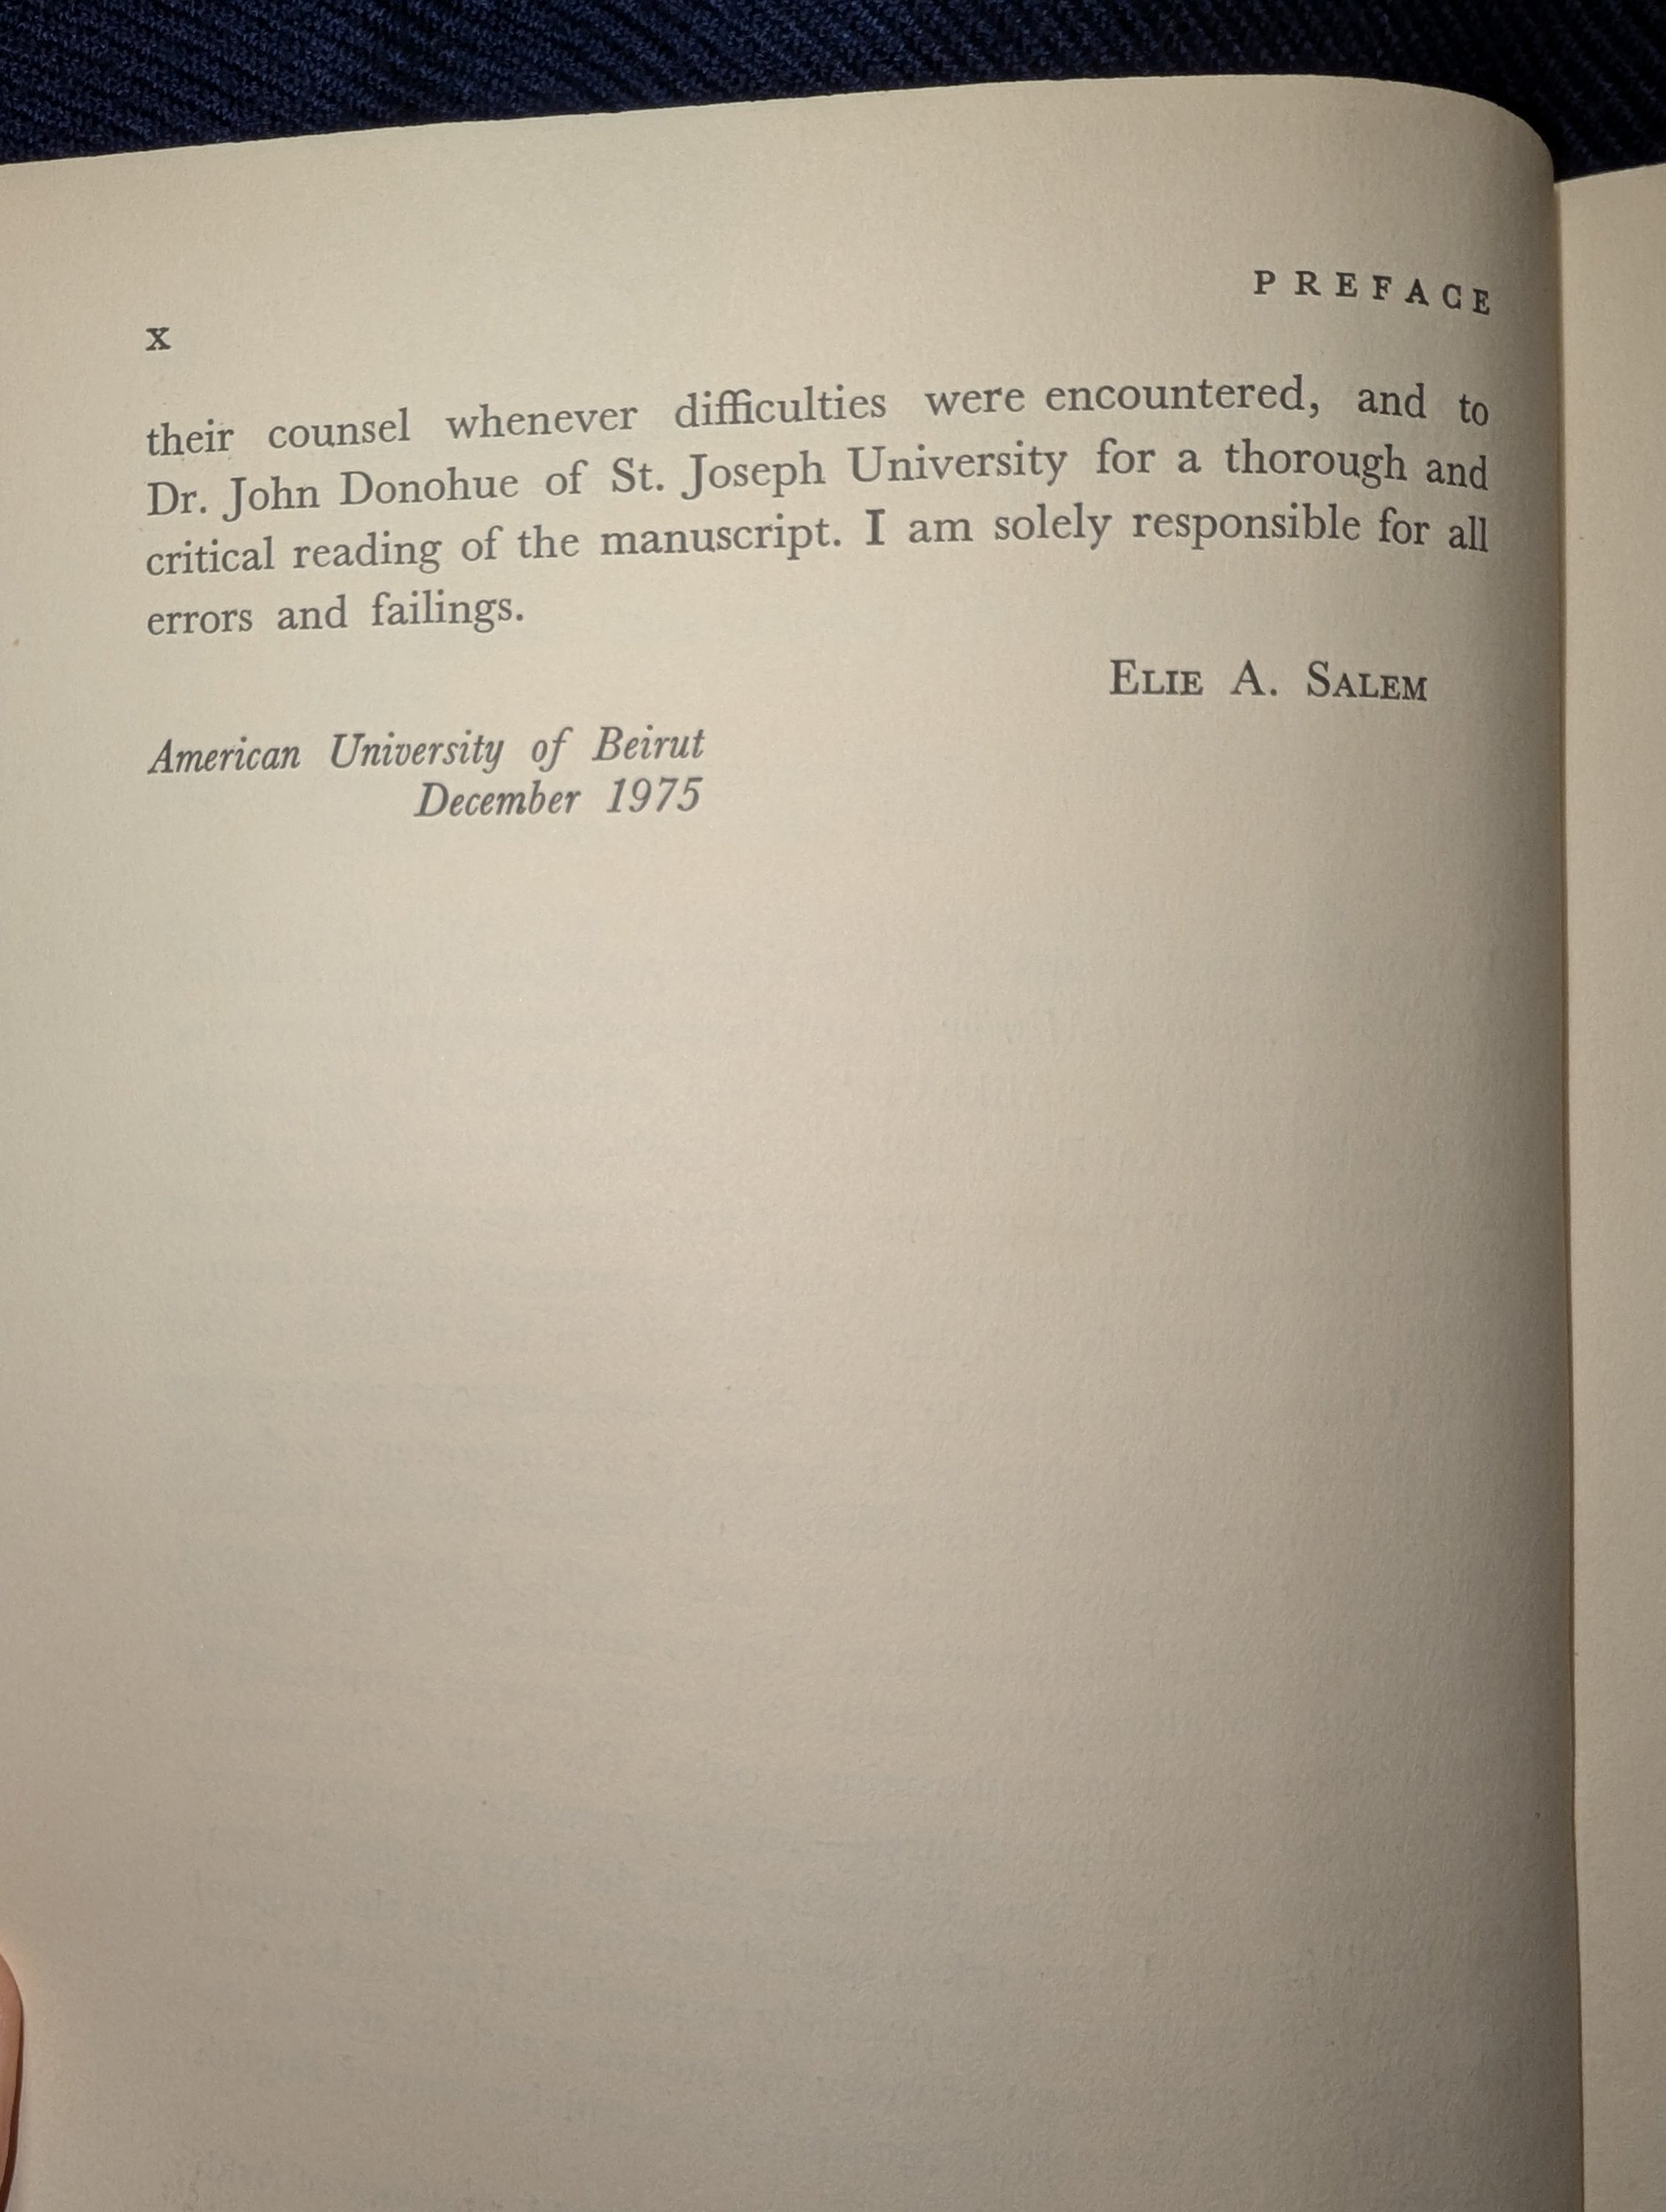 x
PREFACE
their counsel whenever difficulties were encountered, and to
Dr. John Donohue of St. Joseph University for a thorough and
critical reading of the manuscript. I am solely responsible for all
errors and failings.
ELIE A. SALEM
American University of Beirut
December 1975